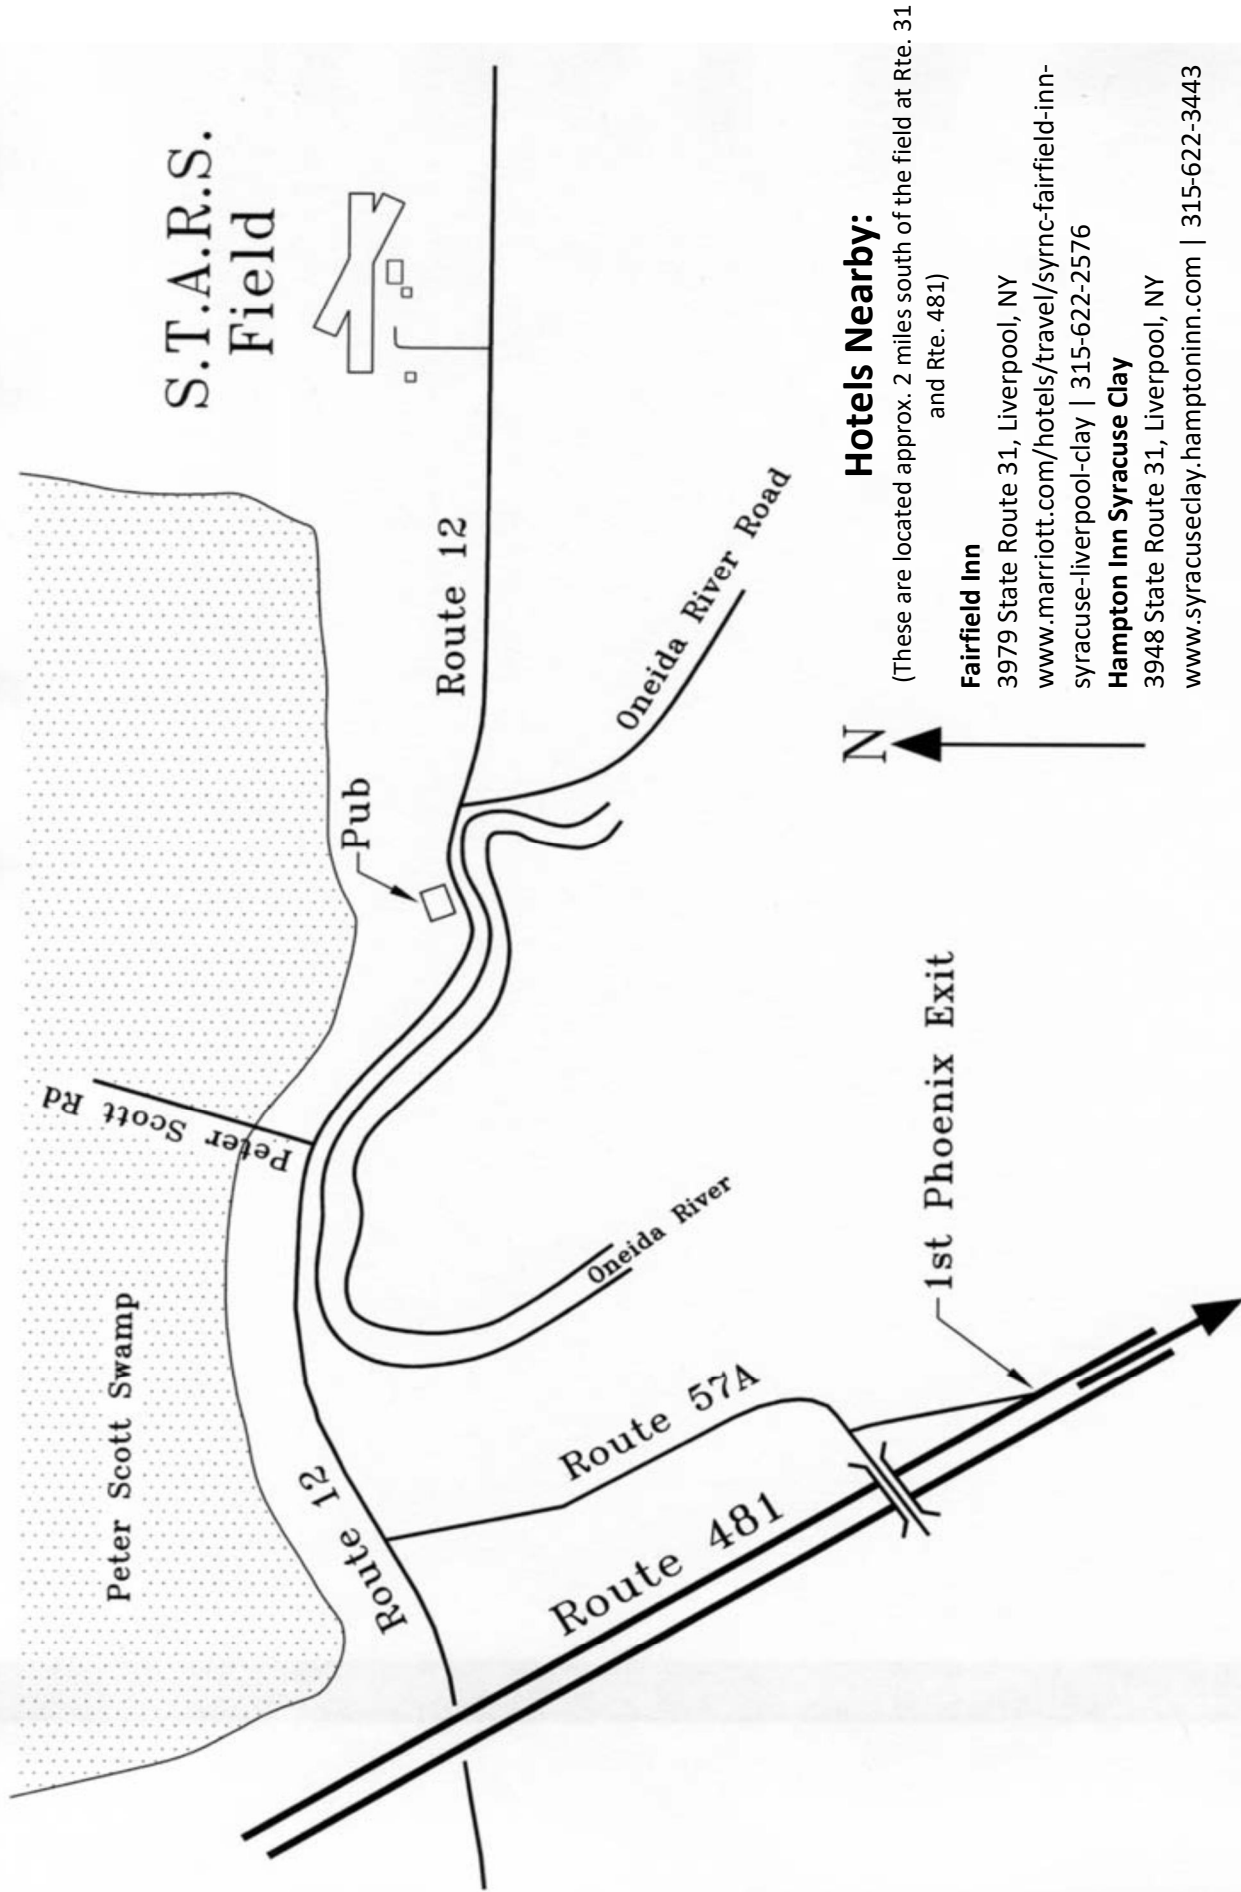 S.T.A.R.S.
Field
Peter Scott Swamp
Peter Scott Rd
Pub
Route 12
Route 12
Oneida River Road
Oneida River
Route 57A
Route 481
1st Phoenix Exit
N
Hotels Nearby:
(These are located approx. 2 miles south of the field at Rte. 31
and Rte. 481)
Fairfield Inn
3979 State Route 31, Liverpool, NY
www.marriott.com/hotels/travel/syrnc-fairfield-inn-
syracuse-liverpool-clay | 315-622-2576
Hampton Inn Syracuse Clay
3948 State Route 31, Liverpool, NY
www.syracuseclay.hamptoninn.com | 315-622-3443